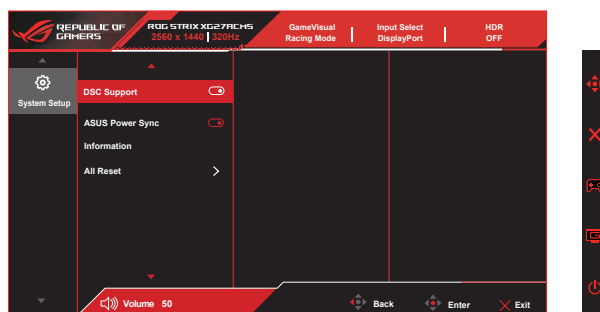 REPUBLIC OF
GAMERS
ROG STRIX XG27ACMS
2560 x 1440 320Hz
GameVisual
Racing Mode
Input Select
DisplayPort
HDR
OFF
System Setup
DSC Support
ASUS Power Sync
Information
All Reset
Volume 50
Back
Enter
Exit